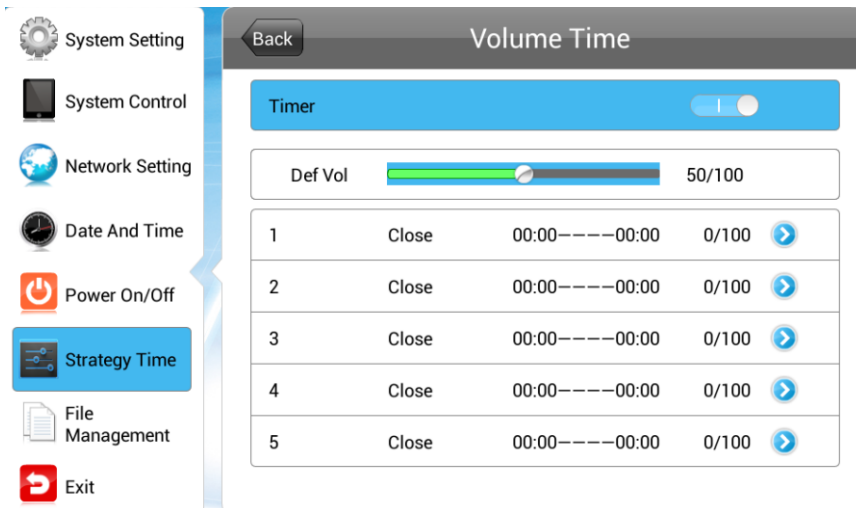 System Setting
System Control
Network Setting
Date And Time
Power On/Off
Strategy Time
File
Management
Exit
Back
Volume Time
Timer
Def Vol 50/100
1 Close 00:00−−−−00:00 0/100
2 Close 00:00−−−−00:00 0/100
3 Close 00:00−−−−00:00 0/100
4 Close 00:00−−−−00:00 0/100
5 Close 00:00−−−−00:00 0/100